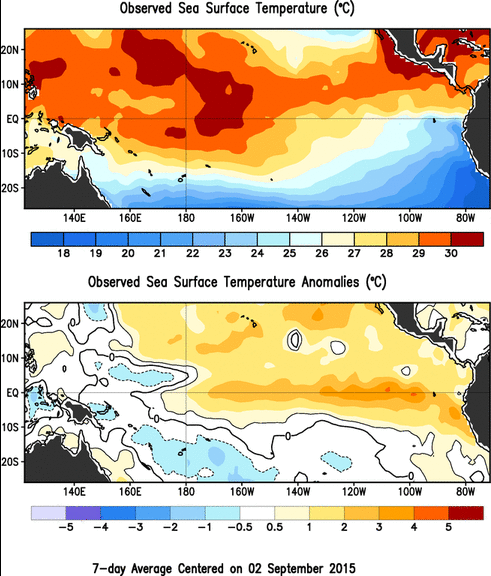 Observed Sea Surface Temperature (°C)
20N
10N
EQ
10S
20S
140E 160E 180 160W 140W 120W 100W 80W
18 19 20 21 22 23 24 25 26 27 28 29 30
Observed Sea Surface Temperature Anomalies (°C)
20N
10N
EQ
10S
20S
0
0
0
140E 160E 180 160W 140W 120W 100W 80W
-5 -4 -3 -2 -1 -0.5 0.5 1 2 3 4 5
7-day Average Centered on 02 September 2015